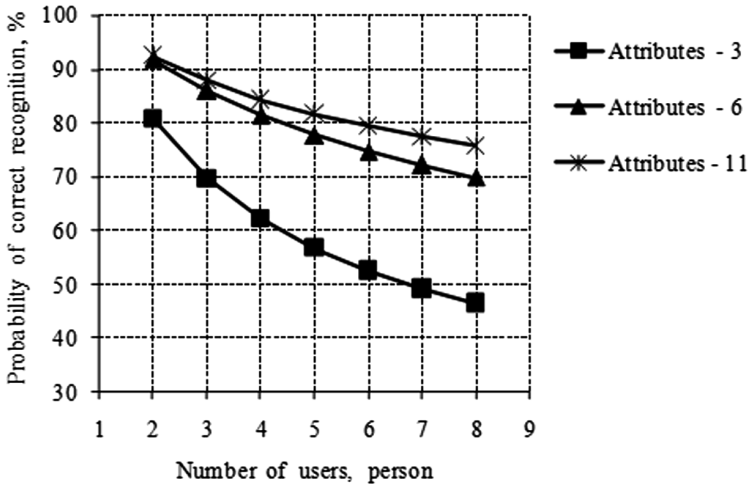 Probability of correct recognition, %
100
90
80
70
60
50
40
30
1 2 3 4 5 6 7 8 9
Number of users, person
Attributes - 3
Attributes - 6
Attributes - 11